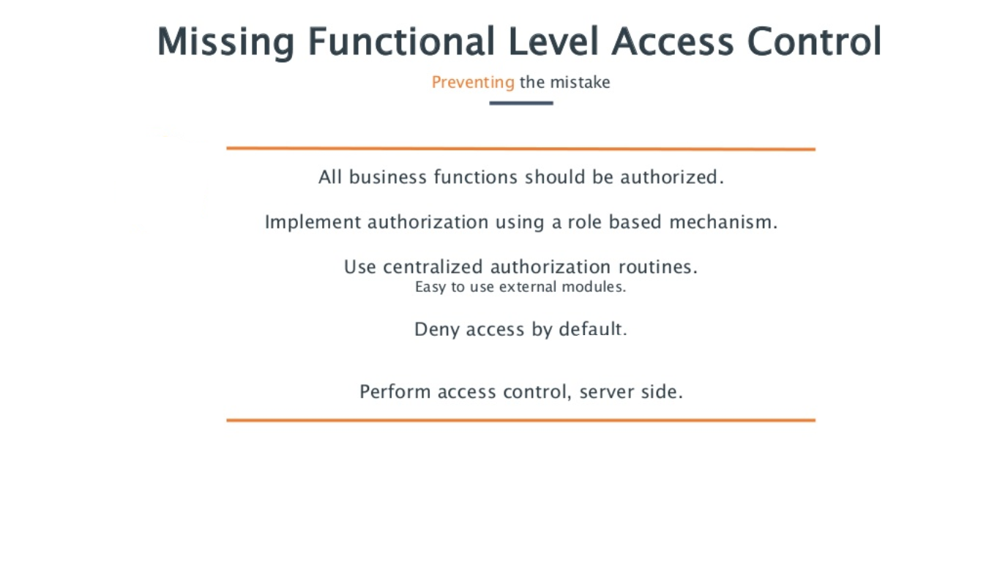 Missing Functional Level Access Control
Preventing the mistake
All business functions should be authorized.
Implement authorization using a role based mechanism.
Use centralized authorization routines.
Easy to use external modules.
Deny access by default.
Perform access control, server side.